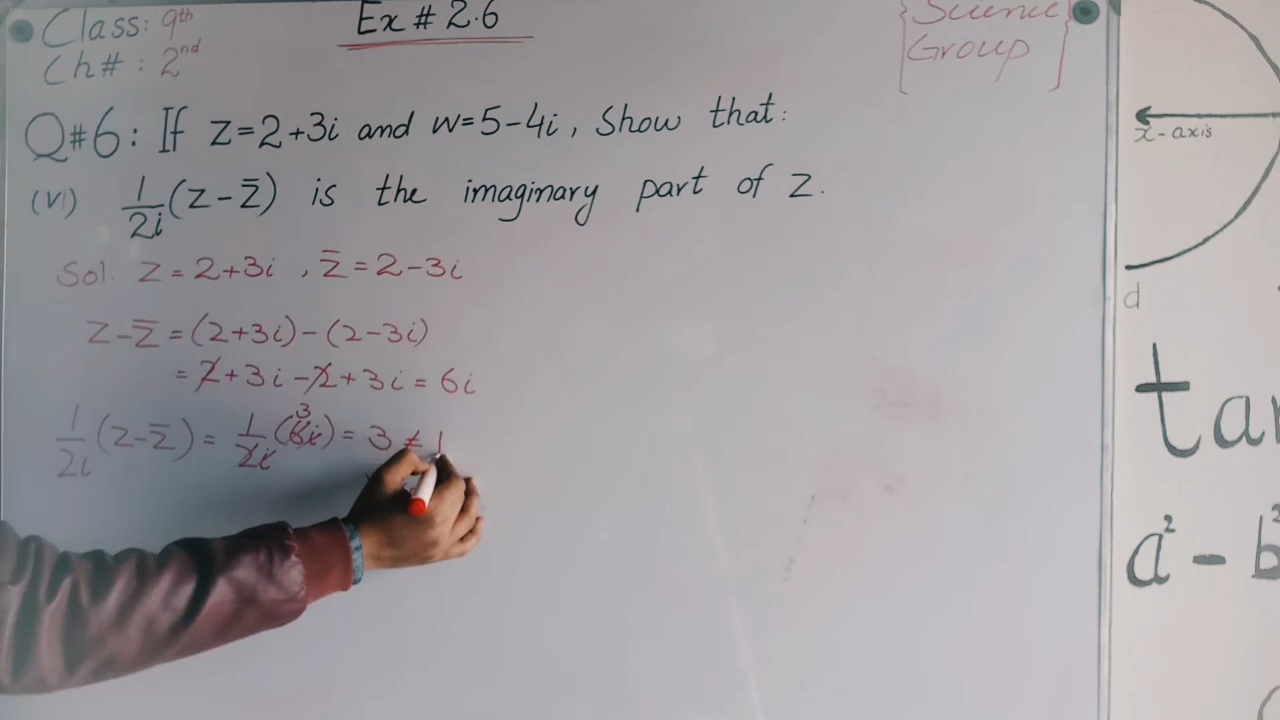 Class: 9th
Ch# : 2nd
Ex # 2.6
Science
Group
Q#6: If z=2+3i and w=5-4i, Show that:
(vi) 1/2i (z-z̄) is the imaginary part of z.
Sol. z=2+3i , z̄=2-3i
z-z̄=(2+3i)-(2-3i)
=2+3i-2+3i=6i
1/2i (z-z̄) = 1/2i (6i) = 3
3
x-axis
d
a² - b